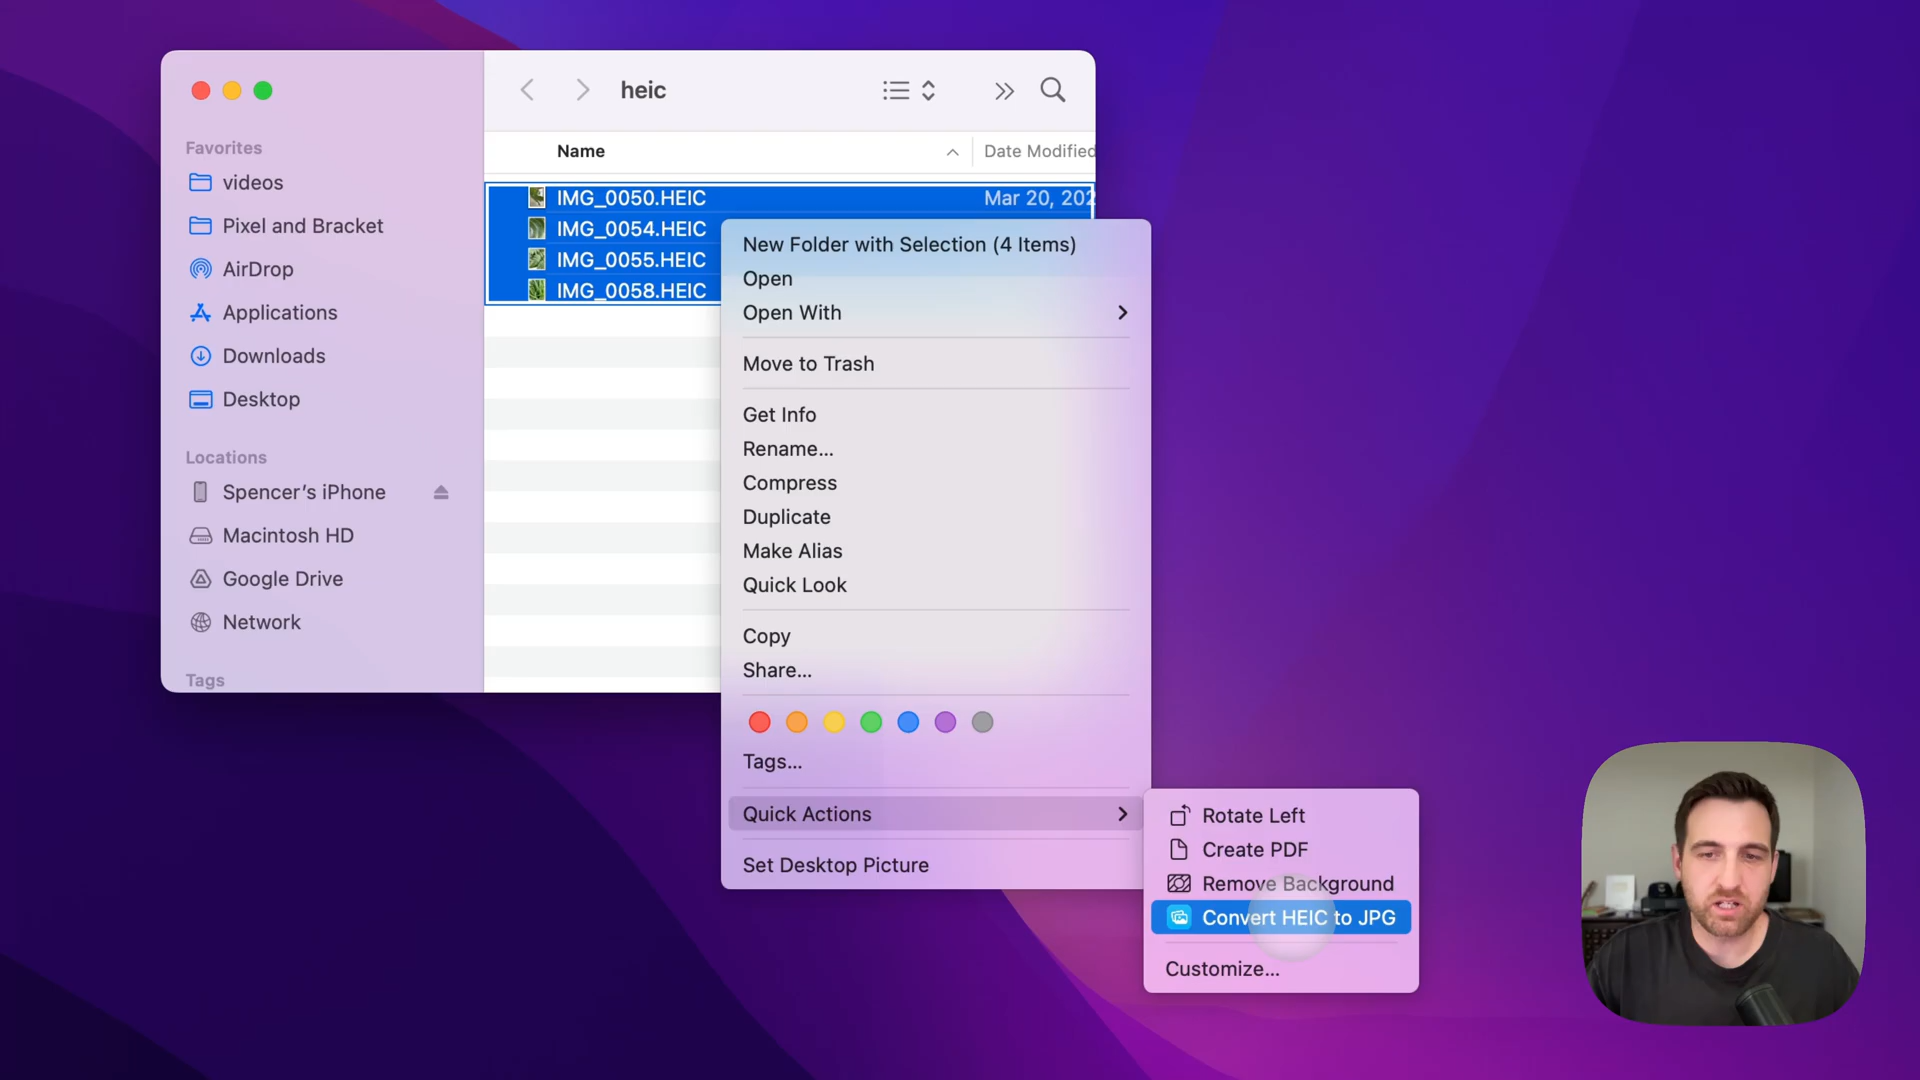 heic
Favorites
videos
Pixel and Bracket
AirDrop
Applications
Downloads
Desktop
Locations
Spencer’s iPhone
Macintosh HD
Google Drive
Network
Tags
Name
Date Modified
IMG_0050.HEIC
Mar 20, 202
IMG_0054.HEIC
IMG_0055.HEIC
IMG_0058.HEIC
New Folder with Selection (4 Items)
Open
Open With
Move to Trash
Get Info
Rename...
Compress
Duplicate
Make Alias
Quick Look
Copy
Share...
Tags...
Quick Actions
Set Desktop Picture
Rotate Left
Create PDF
Remove Background
Convert HEIC to JPG
Customize...